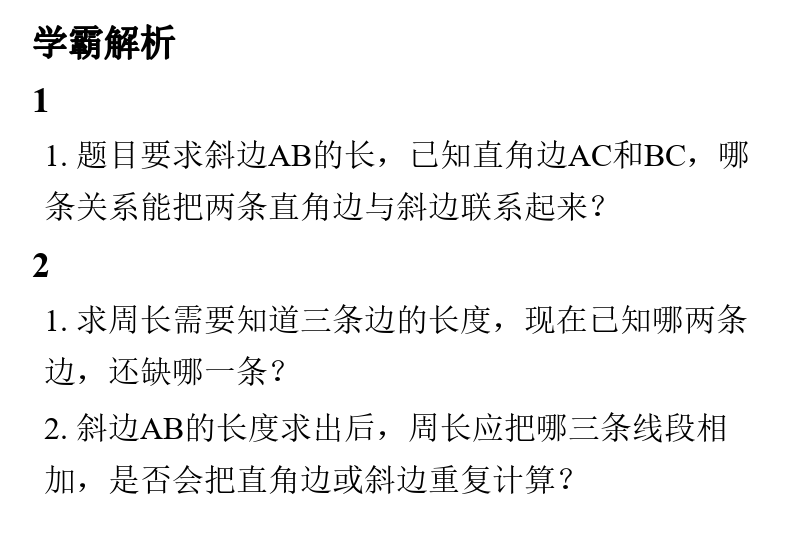 学霸解析
1
1. 题目要求斜边AB的长，已知直角边AC和BC，哪
条关系能把两条直角边与斜边联系起来？
2
1. 求周长需要知道三条边的长度，现在已知哪两条
边，还缺哪一条？
2. 斜边AB的长度求出后，周长应把哪三条线段相
加，是否会把直角边或斜边重复计算？